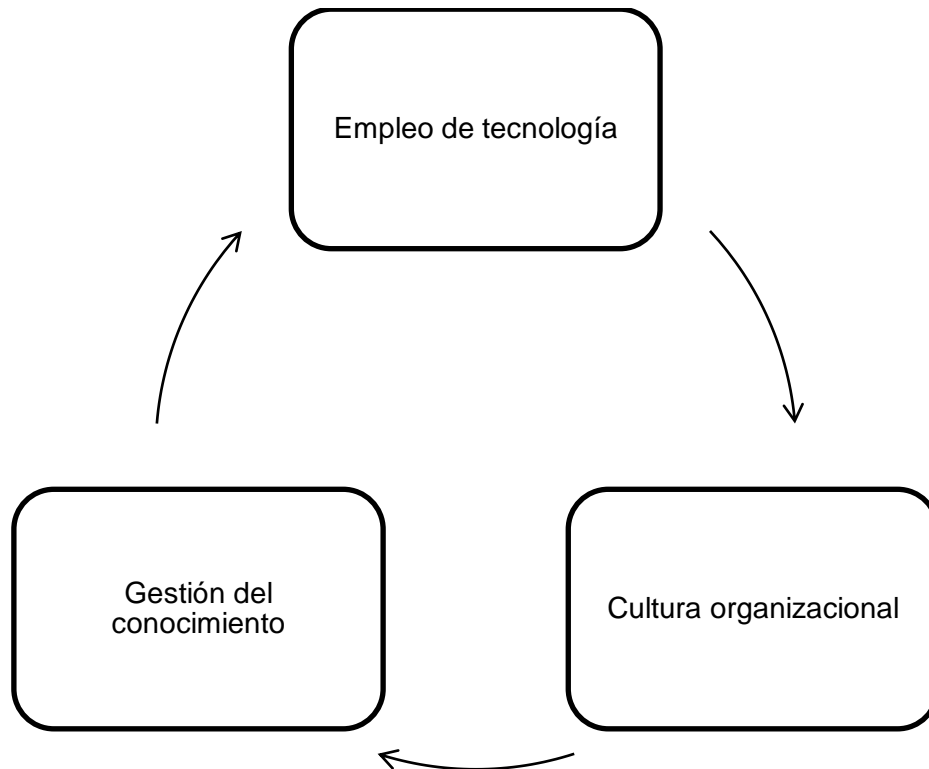 Empleo de tecnología
Gestión del
conocimiento
Cultura organizacional